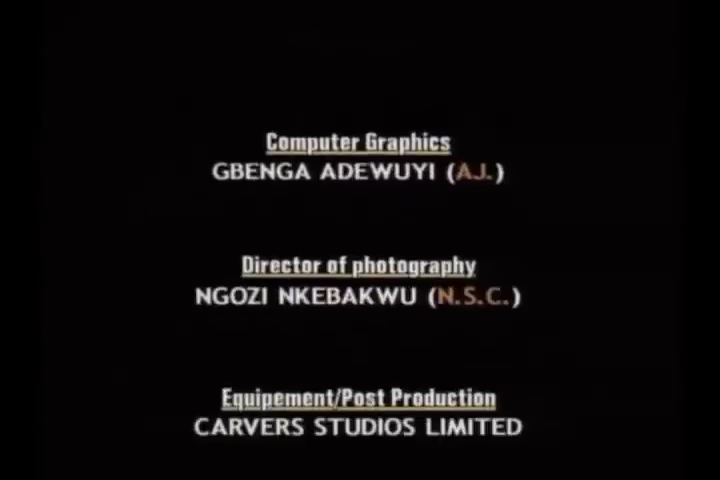 Computer Graphics
GBENGA ADEWUYI (A.J.)
Director of photography
NGOZI NKEBAKWU (N.S.C.)
Equipement/Post Production
CARVERS STUDIOS LIMITED